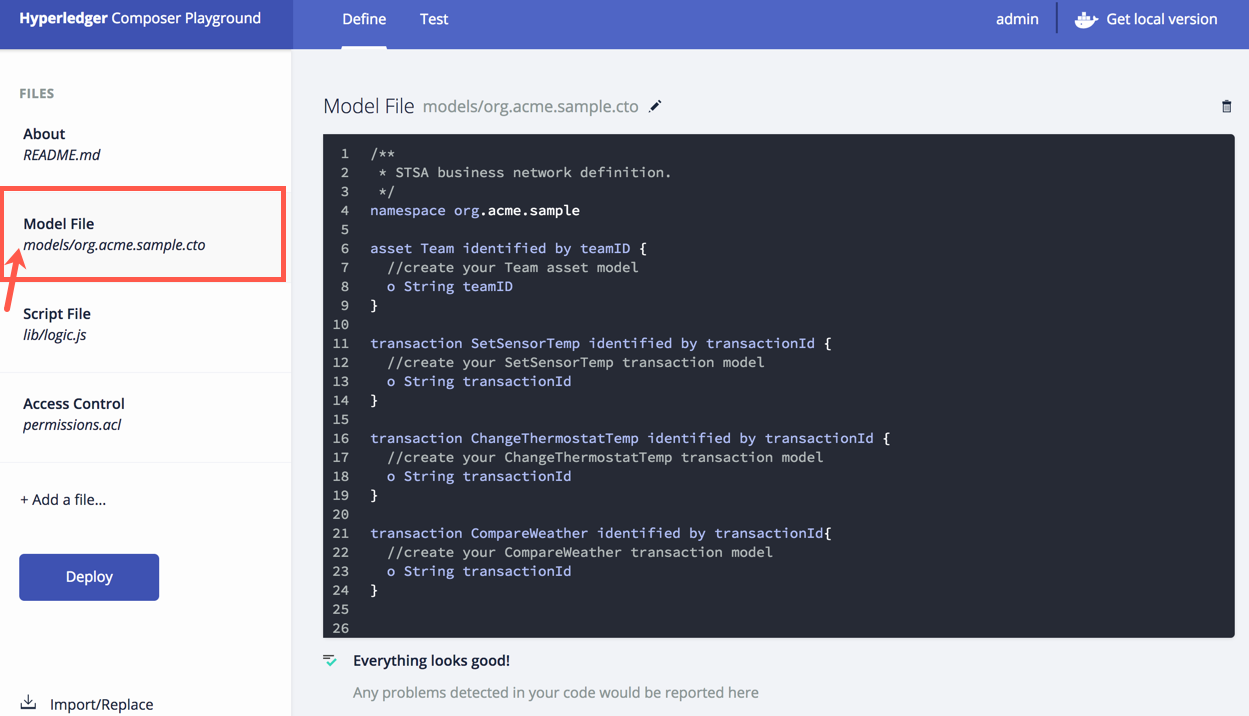 Hyperledger Composer Playground
Define
Test
admin
Get local version
FILES
About
README.md
Model File
models/org.acme.sample.cto
Script File
lib/logic.js
Access Control
permissions.acl
+ Add a file...
Deploy
Import/Replace
Model File models/org.acme.sample.cto
1 /**
2  * STSA business network definition.
3  */
4 namespace org.acme.sample
5
6 asset Team identified by teamID {
7   //create your Team asset model
8   o String teamID
9 }
10
11 transaction SetSensorTemp identified by transactionId {
12   //create your SetSensorTemp transaction model
13   o String transactionId
14 }
15
16 transaction ChangeThermostatTemp identified by transactionId {
17   //create your ChangeThermostatTemp transaction model
18   o String transactionId
19 }
20
21 transaction CompareWeather identified by transactionId{
22   //create your CompareWeather transaction model
23   o String transactionId
24 }
25
26
Everything looks good!
Any problems detected in your code would be reported here